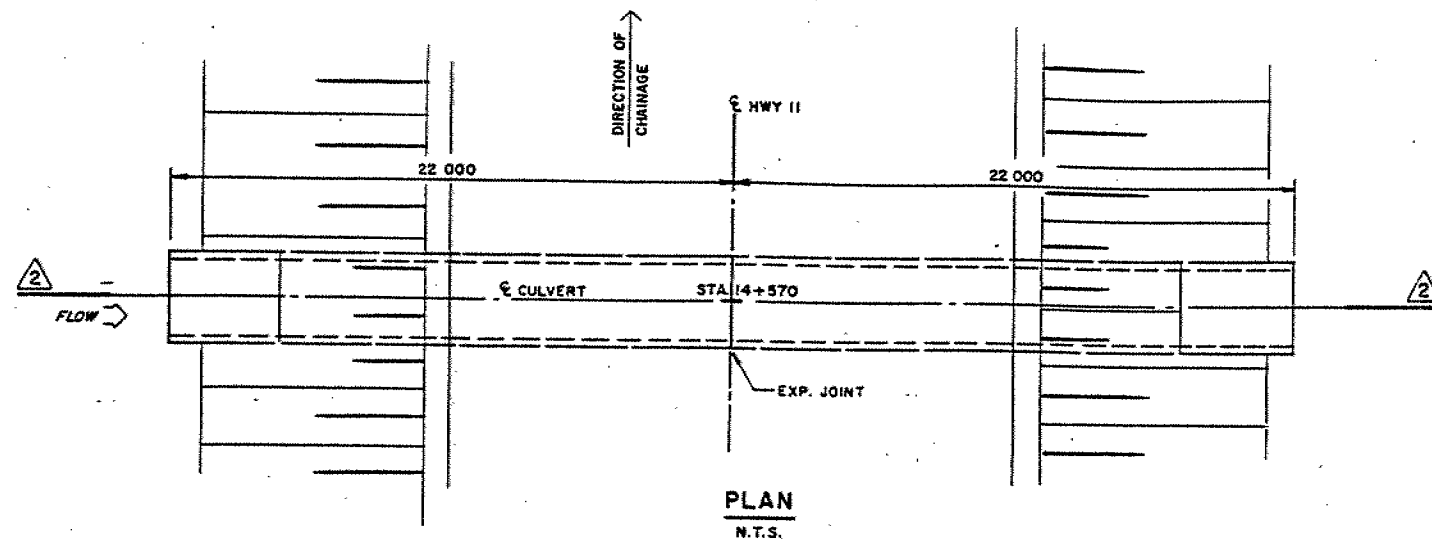 DIRECTION OF
CHAINAGE
℄ HWY 11
22 000
22 000
2
2
℄ CULVERT
STA. 14+570
FLOW
EXP. JOINT
PLAN
N.T.S.